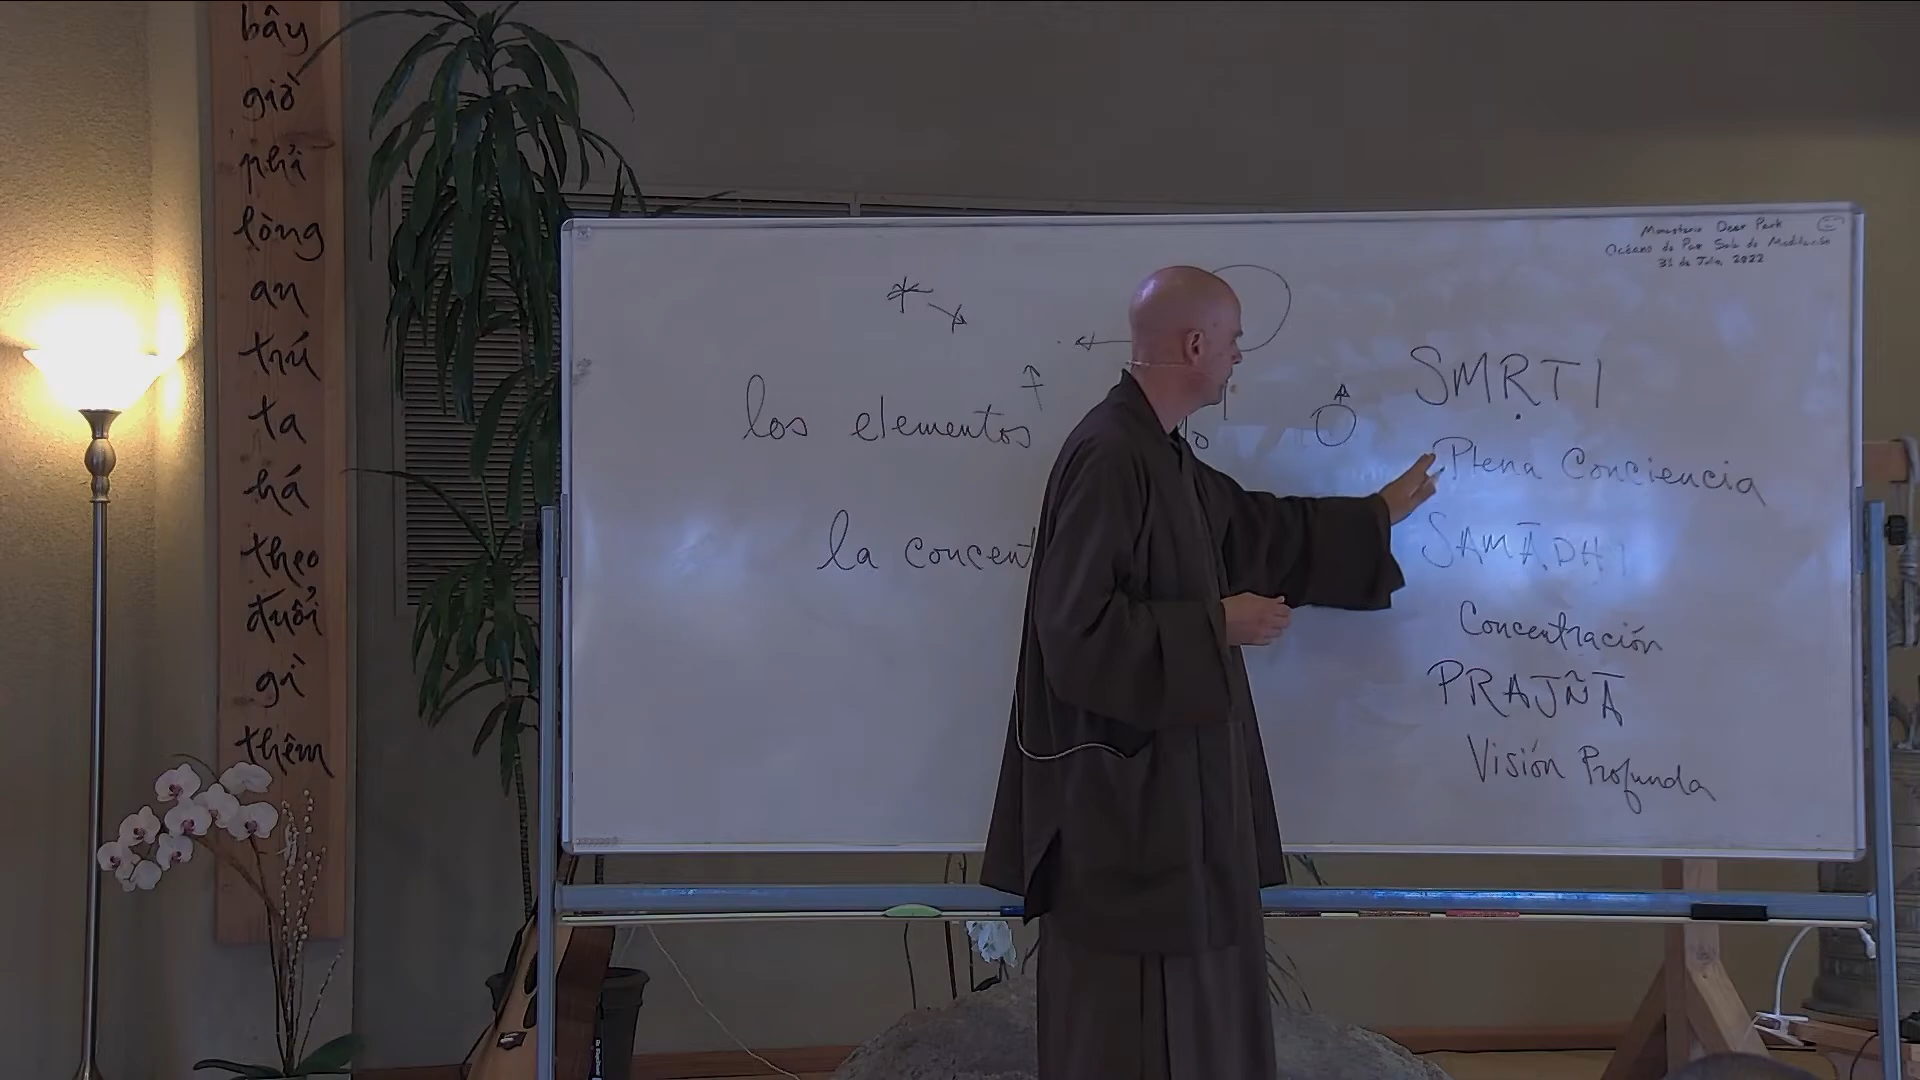 bây
giờ
phải
lòng
an
trú
ta
há
theo
đuổi
gì
thêm
Monasterio Deer Park
Océano de Paz Sala de Meditación
31 de Julio 2022
los elementos
la concent
SMRTI
Plena Conciencia
SAMĀDHI
Concentración
PRAJÑĀ
Visión Profunda